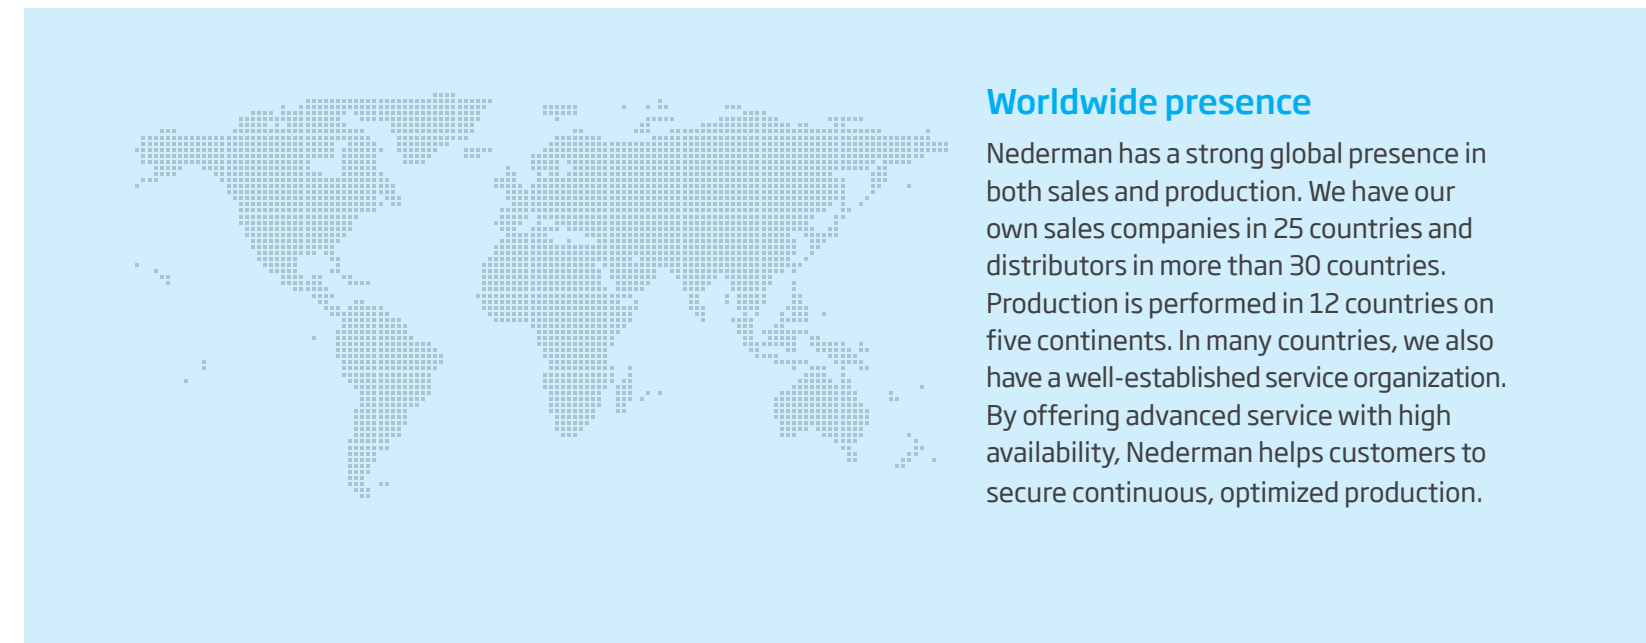 Worldwide presence
Nederman has a strong global presence in
both sales and production. We have our
own sales companies in 25 countries and
distributors in more than 30 countries.
Production is performed in 12 countries on
five continents. In many countries, we also
have a well-established service organization.
By offering advanced service with high
availability, Nederman helps customers to
secure continuous, optimized production.